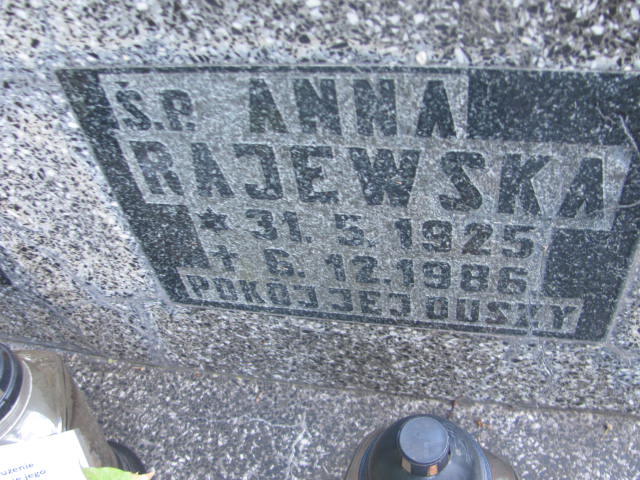 Ś.P. ANNA
RAJEWSKA
* 31. 5. 1925
† 6. 12. 1986
POKÓJ JEJ DUSZY